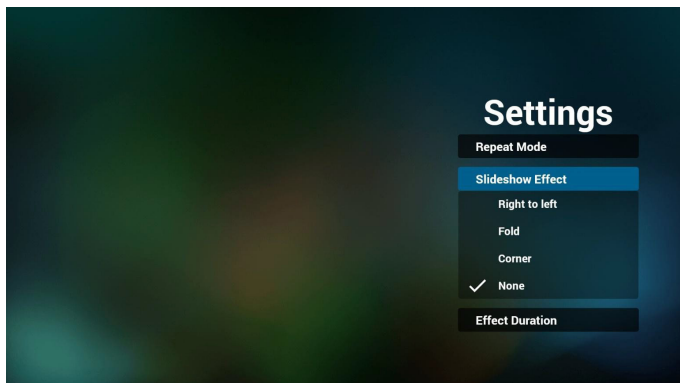 Settings
Repeat Mode
Slideshow Effect
Right to left
Fold
Corner
None
Effect Duration